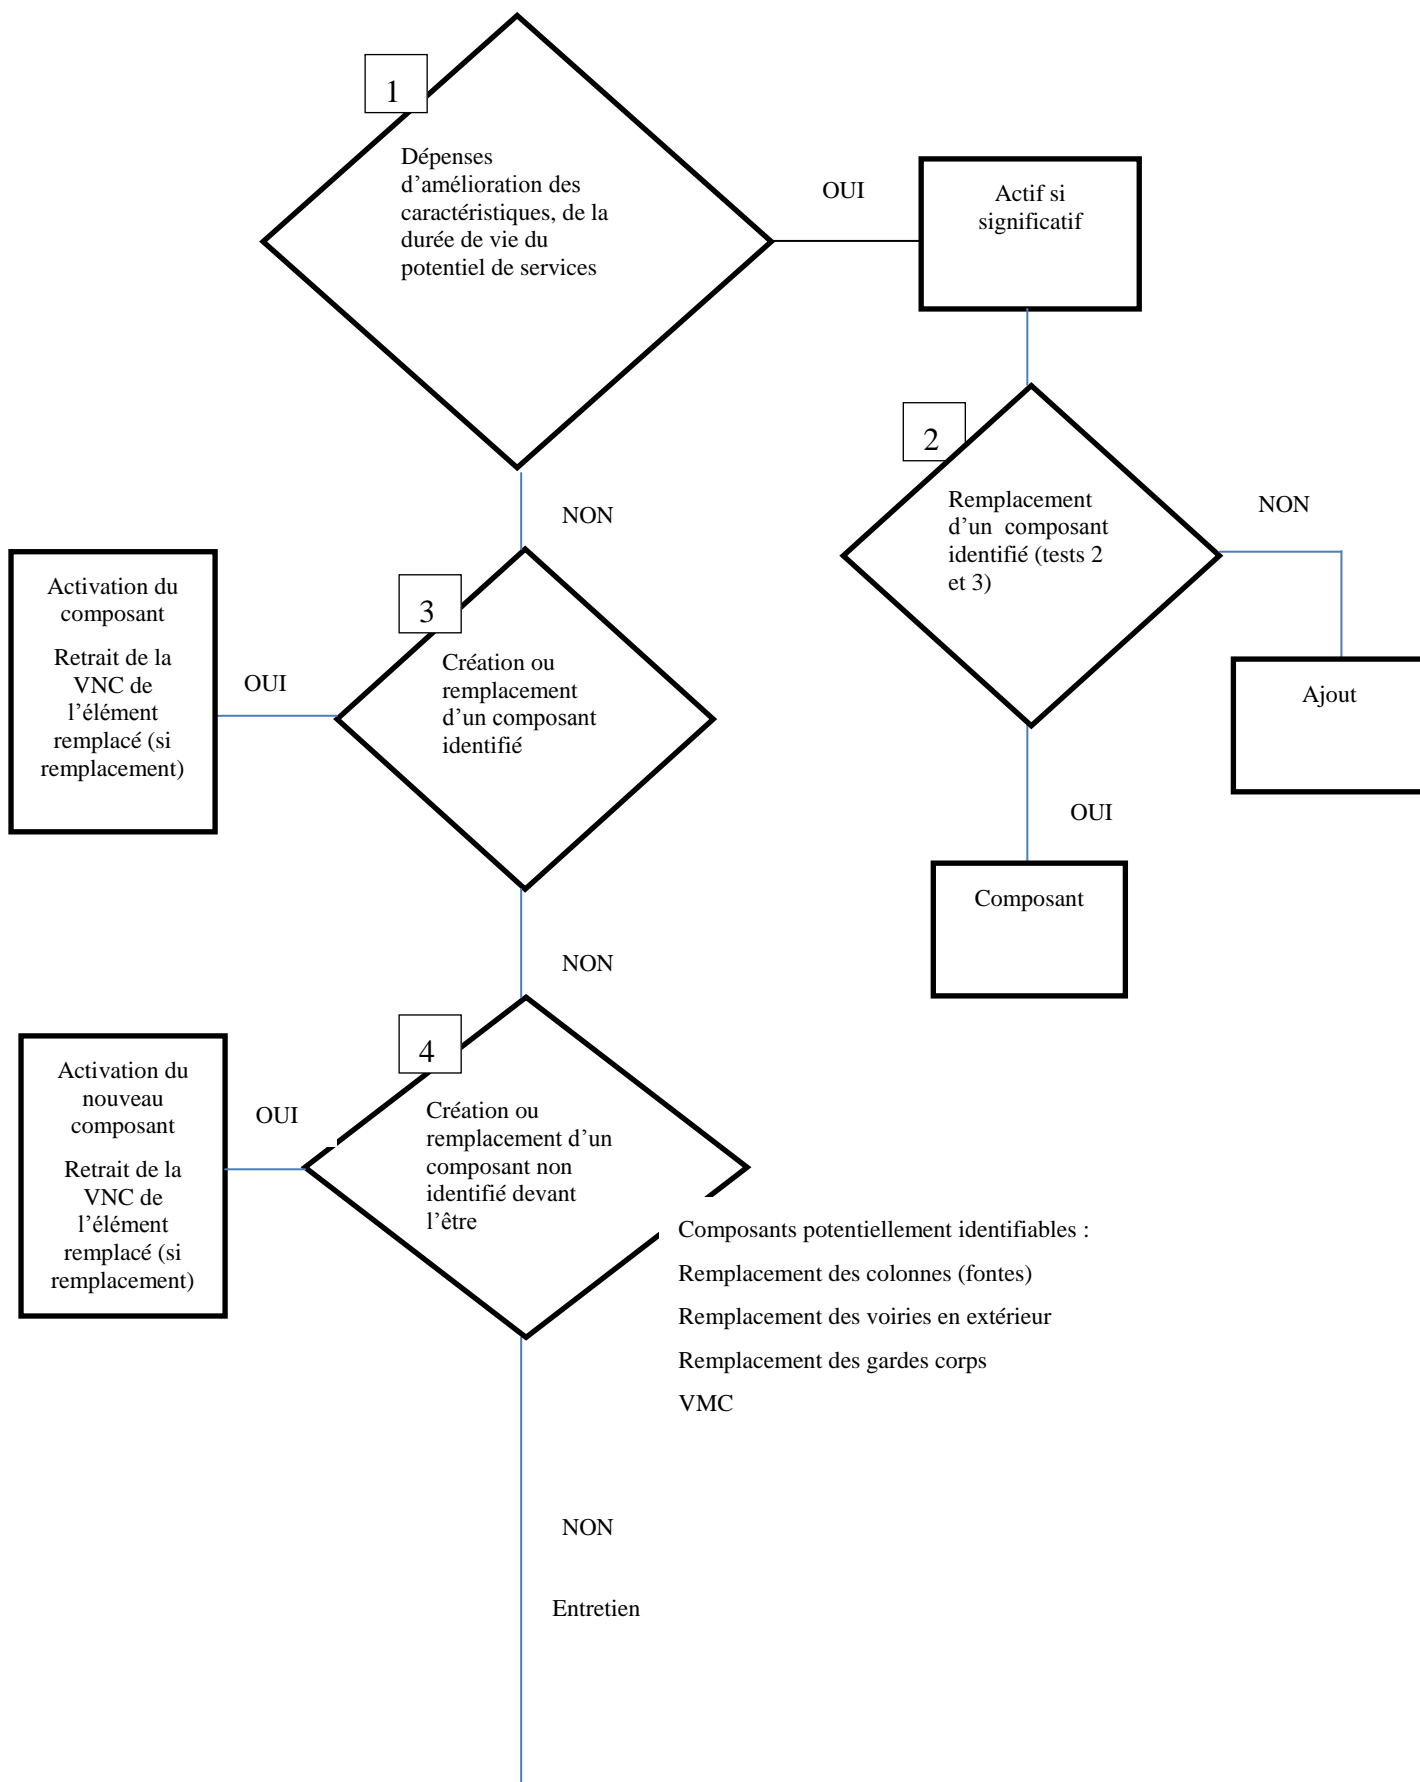 1
Dépenses
d’amélioration des
caractéristiques, de la
durée de vie du
potentiel de services
OUI
Actif si
significatif
2
Remplacement
d’un  composant
identifié (tests 2
et 3)
NON
Ajout
OUI
Composant
NON
3
Création ou
remplacement
d’un composant
identifié
OUI
Activation du
composant
Retrait de la
VNC de
l’élément
remplacé (si
remplacement)
NON
4
Création ou
remplacement d’un
composant non
identifié devant
l’être
OUI
Activation du
nouveau
composant
Retrait de la
VNC de
l’élément
remplacé (si
remplacement)
Composants potentiellement identifiables :
Remplacement des colonnes (fontes)
Remplacement des voiries en extérieur
Remplacement des gardes corps
VMC
NON
Entretien